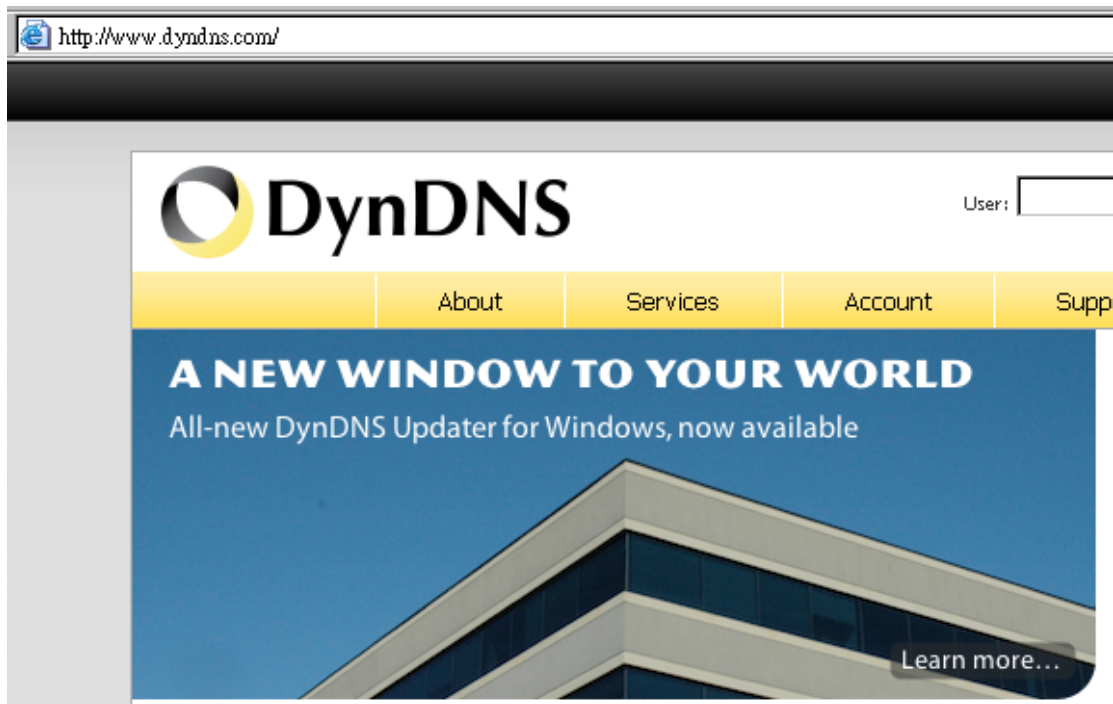 http://www.dyndns.com/
DynDNS
User:
About Services Account Supp
A NEW WINDOW TO YOUR WORLD
All-new DynDNS Updater for Windows, now available
Learn more...